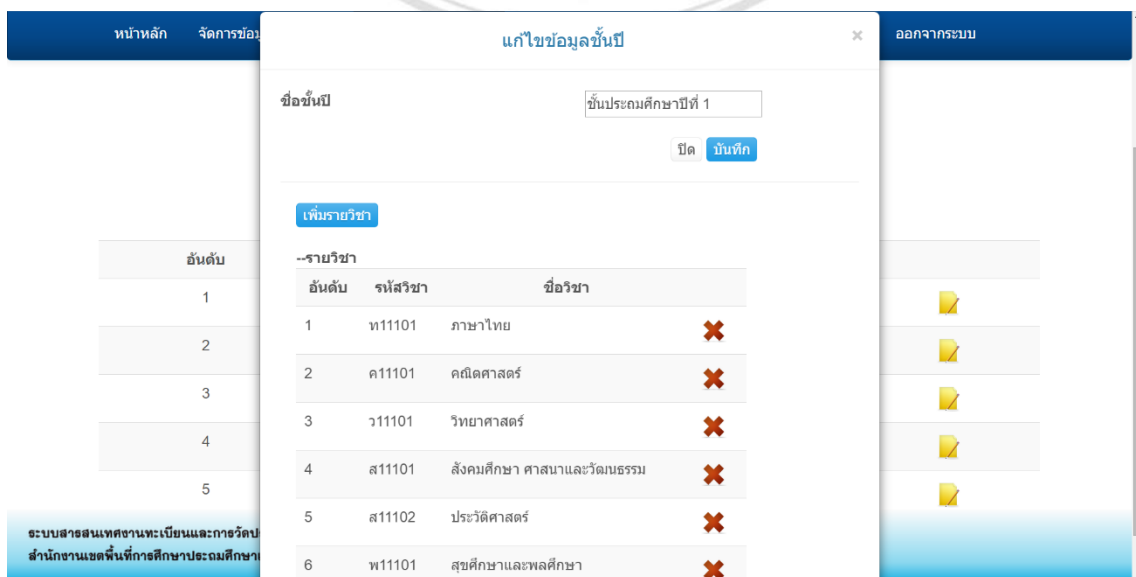 หน้าหลัก จัดการข้อมู แก้ไขข้อมูลชั้นปี × ออกจากระบบ
ชื่อชั้นปี ชั้นประถมศึกษาปีที่ 1
ปิด บันทึก
เพิ่มรายวิชา
--รายวิชา
อันดับ
อันดับ รหัสวิชา ชื่อวิชา
1
1 ท11101 ภาษาไทย
2
2 ค11101 คณิตศาสตร์
3
3 ว11101 วิทยาศาสตร์
4
4 ส11101 สังคมศึกษา ศาสนาและวัฒนธรรม
5
5 ส11102 ประวัติศาสตร์
6 พ11101 สุขศึกษาและพลศึกษา
ระบบสารสนเทศงานทะเบียนและการวัดป
สำนักงานเขตพื้นที่การศึกษาประถมศึกษา